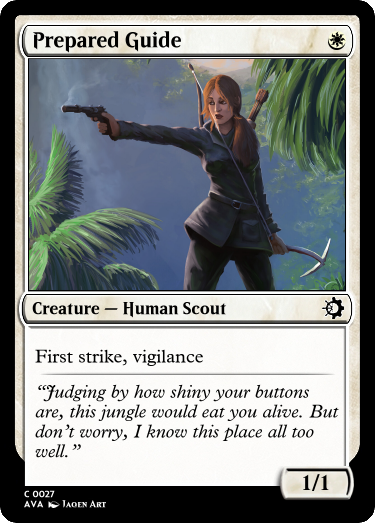 Prepared Guide
Creature — Human Scout
First strike, vigilance
“Judging by how shiny your buttons
are, this jungle would eat you alive. But
don’t worry, I know this place all too
well.”
1/1
C 0027
AVA Jaoen Art